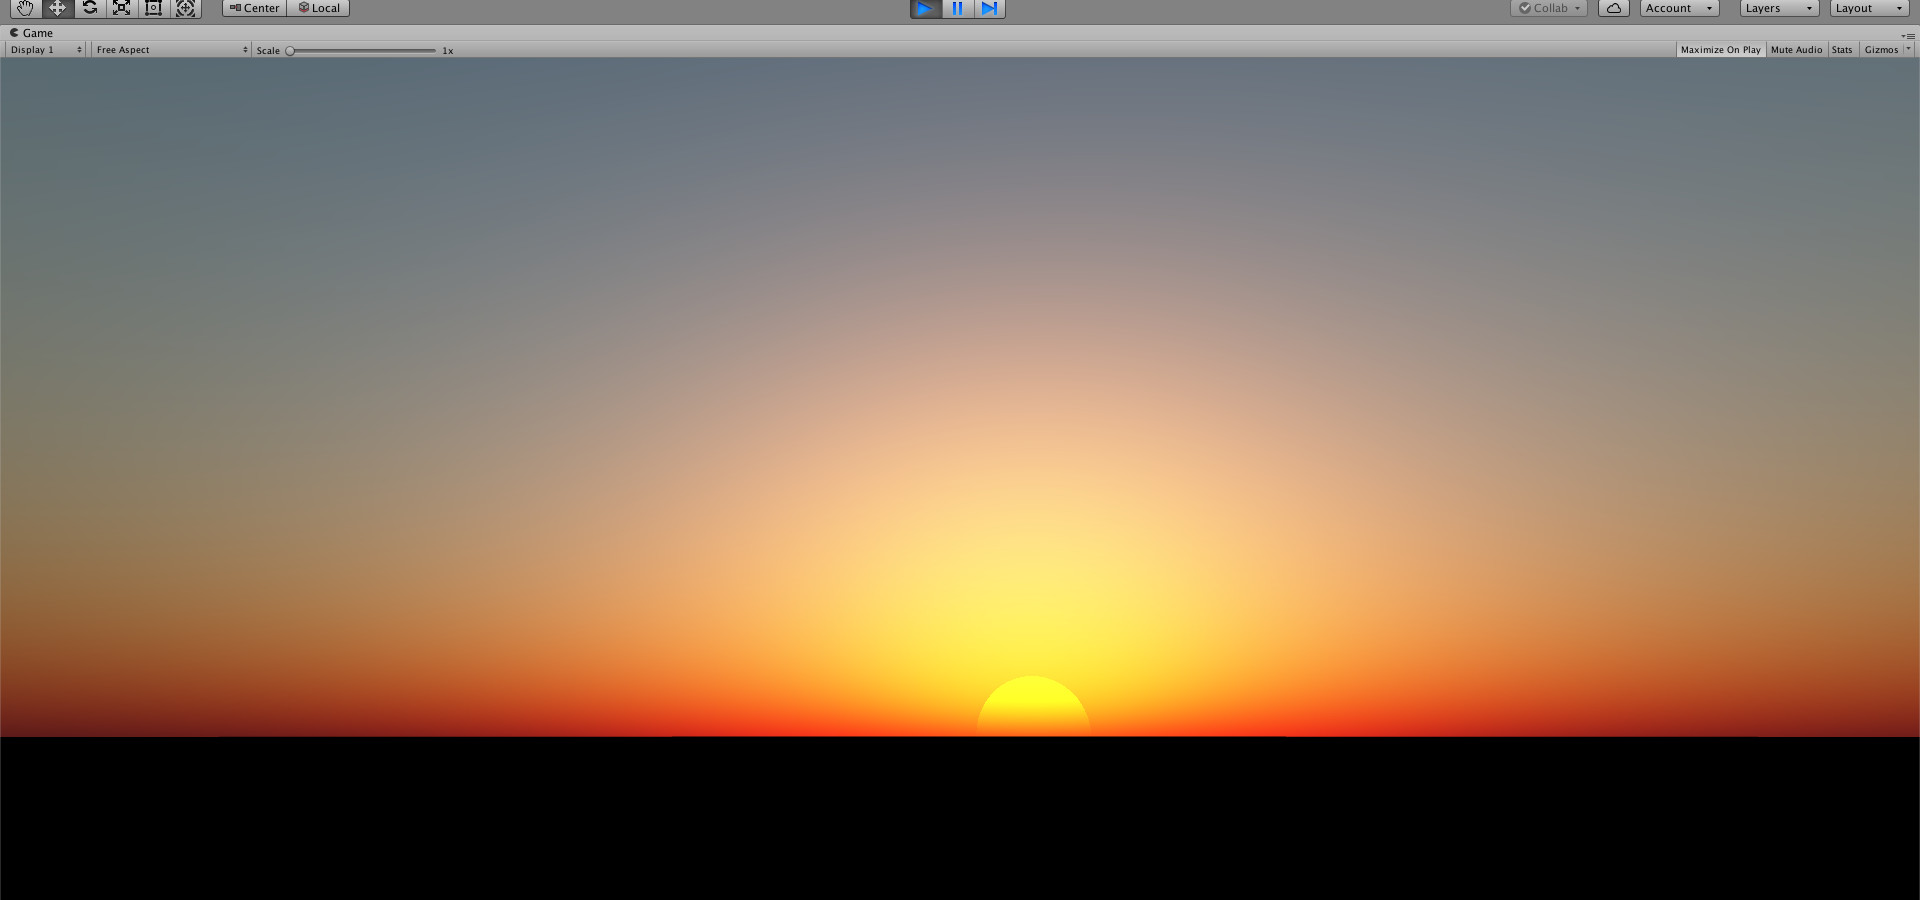 Center Local Collab Account Layers Layout
Game
Display 1 Free Aspect Scale 1x Maximize On Play Mute Audio Stats Gizmos